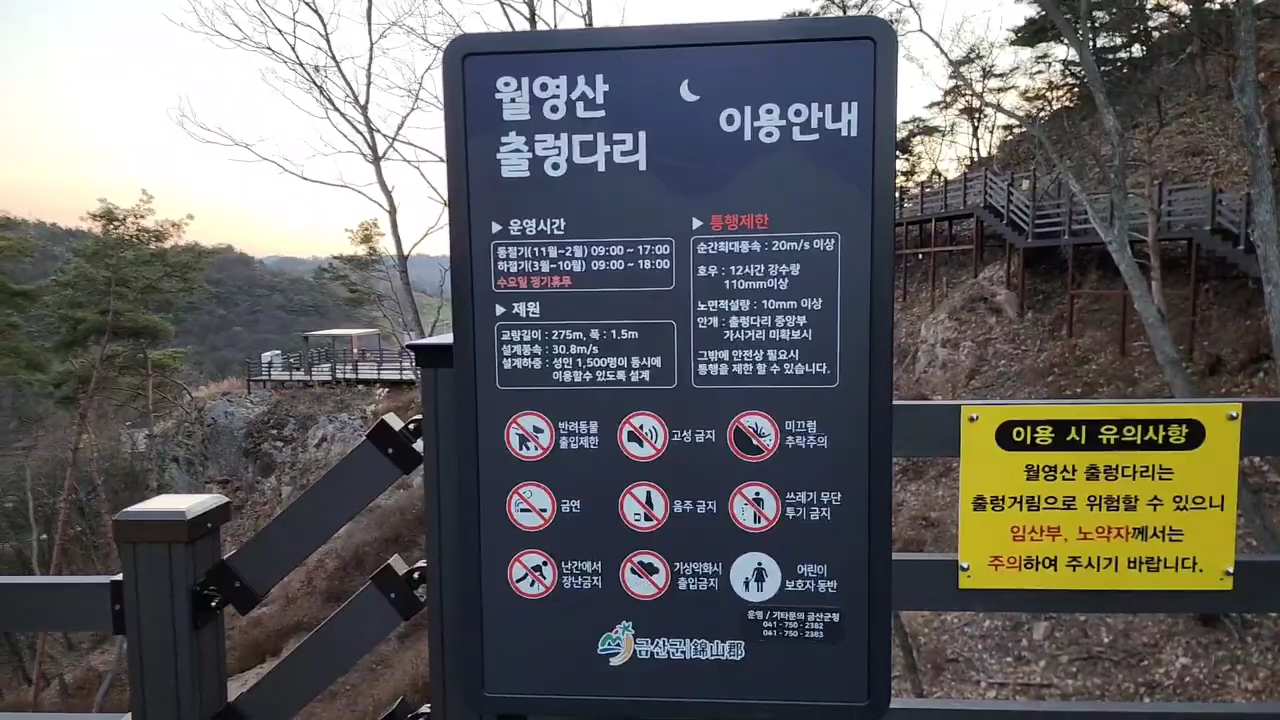 월영산
출렁다리
이용안내
▶ 운영시간
동절기(11월~2월) 09:00 ~ 17:00
하절기(3월~10월) 09:00 ~ 18:00
수요일 정기휴무
▶ 제원
교량길이 : 275m, 폭 : 1.5m
설계풍속 : 30.8m/s
설계하중 : 성인 1,500명이 동시에
이용할수 있도록 설계
▶ 통행제한
순간최대풍속 : 20m/s 이상
호우 : 12시간 강수량
110mm이상
노면적설량 : 10mm 이상
안개 : 출렁다리 중앙부
가시거리 미확보시
그밖에 안전상 필요시
통행을 제한 할 수 있습니다.
반려동물
출입제한
고성 금지
미끄럼
추락주의
금연
음주 금지
쓰레기 무단
투기 금지
난간에서
장난금지
기상악화시
출입금지
어린이
보호자 동반
운영 / 기타문의 금산군청
041 - 750 - 2382
041 - 750 - 2383
금산군 錦山郡
이용 시 유의사항
월영산 출렁다리는
출렁거림으로 위험할 수 있으니
임산부, 노약자께서는
주의하여 주시기 바랍니다.